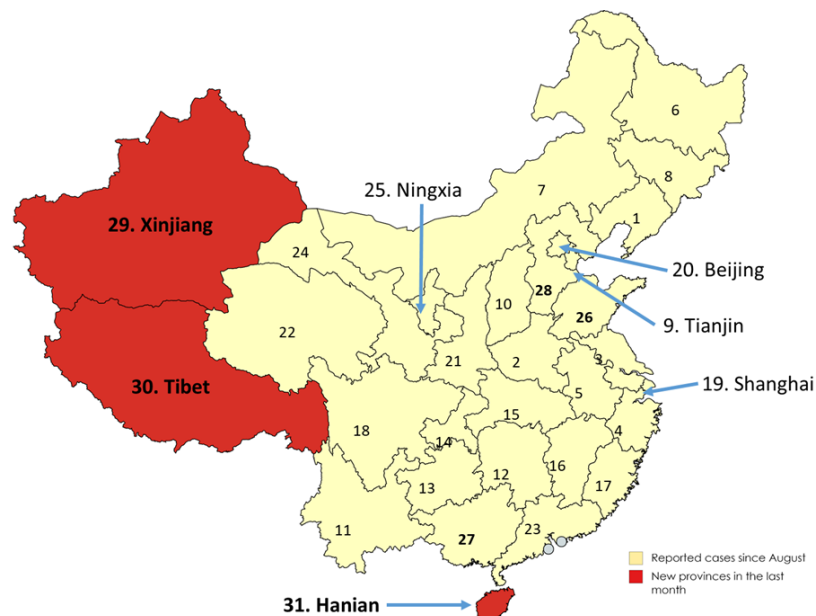 6
8
7
25. Ningxia
1
29. Xinjiang
24
20. Beijing
28
10
26
9. Tianjin
22
21
2
3
30. Tibet
19. Shanghai
5
15
4
18
14
16
12
17
13
11
23
27
Reported cases since August
New provinces in the last
month
31. Hanian